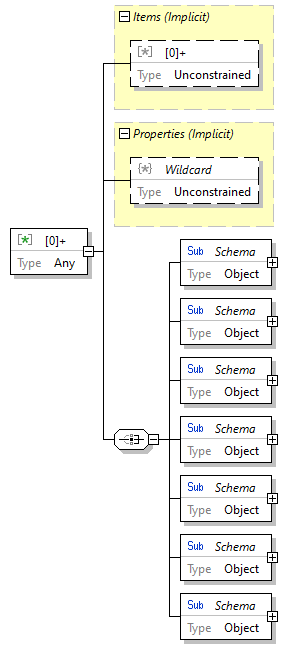 Items (Implicit)
[*] [0]+
Type Unconstrained
Properties (Implicit)
{*} Wildcard
Type Unconstrained
[*] [0]+
Type Any
Sub Schema
Type Object
Sub Schema
Type Object
Sub Schema
Type Object
Sub Schema
Type Object
Sub Schema
Type Object
Sub Schema
Type Object
Sub Schema
Type Object